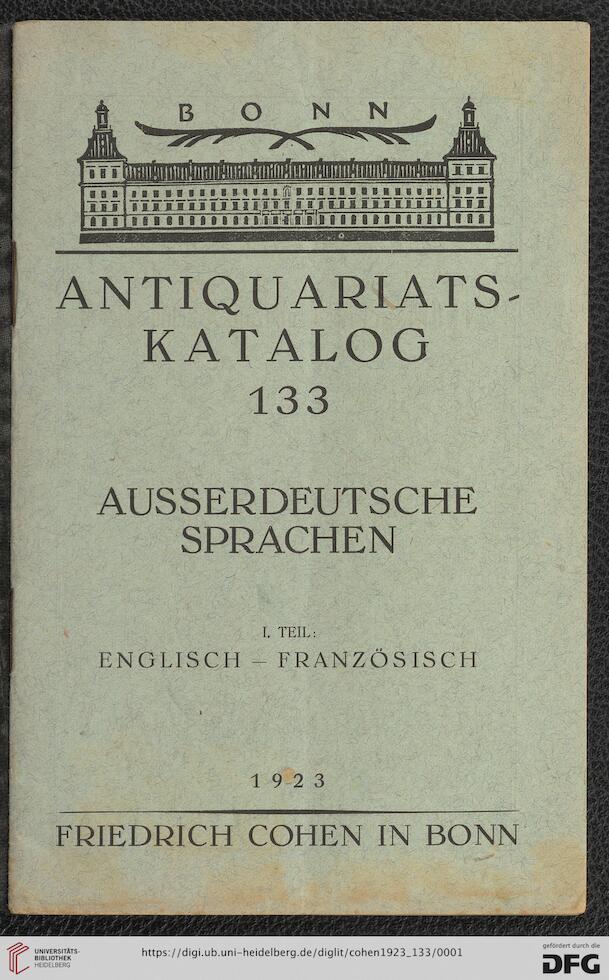 BONN
ANTIQUARIATS-
KATALOG
133
AUSSERDEUTSCHE
SPRACHEN
I. TEIL:
ENGLISCH – FRANZÖSISCH
1923
FRIEDRICH COHEN IN BONN
UNIVERSITÄTS-
BIBLIOTHEK
HEIDELBERG
https://digi.ub.uni-heidelberg.de/diglit/cohen1923_133/0001
gefördert durch die
DFG